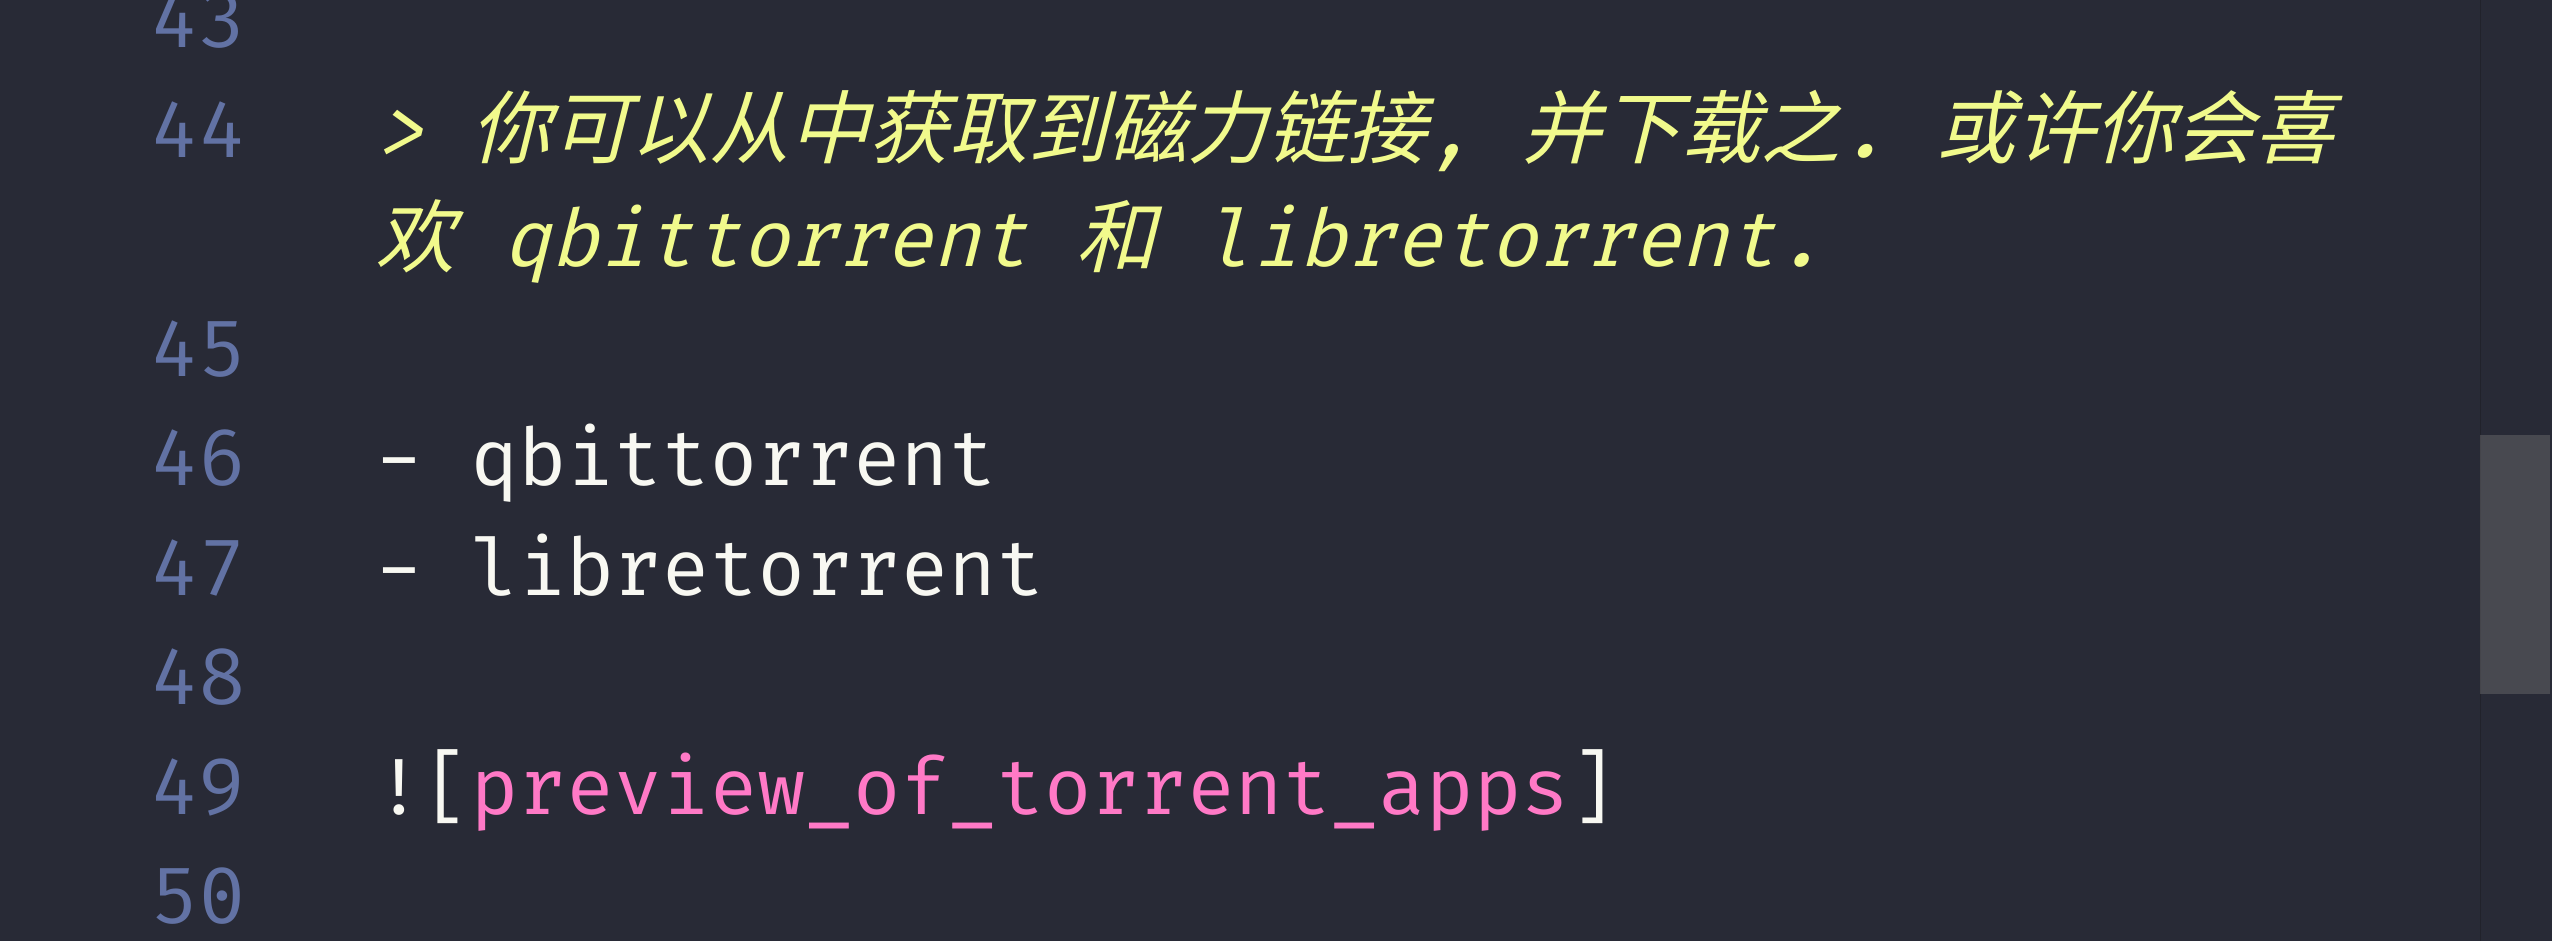 43
44 > 你可以从中获取到磁力链接, 并下载之. 或许你会喜
欢 qbittorrent 和 libretorrent.
45
46 - qbittorrent
47 - libretorrent
48
49 ![preview_of_torrent_apps]
50